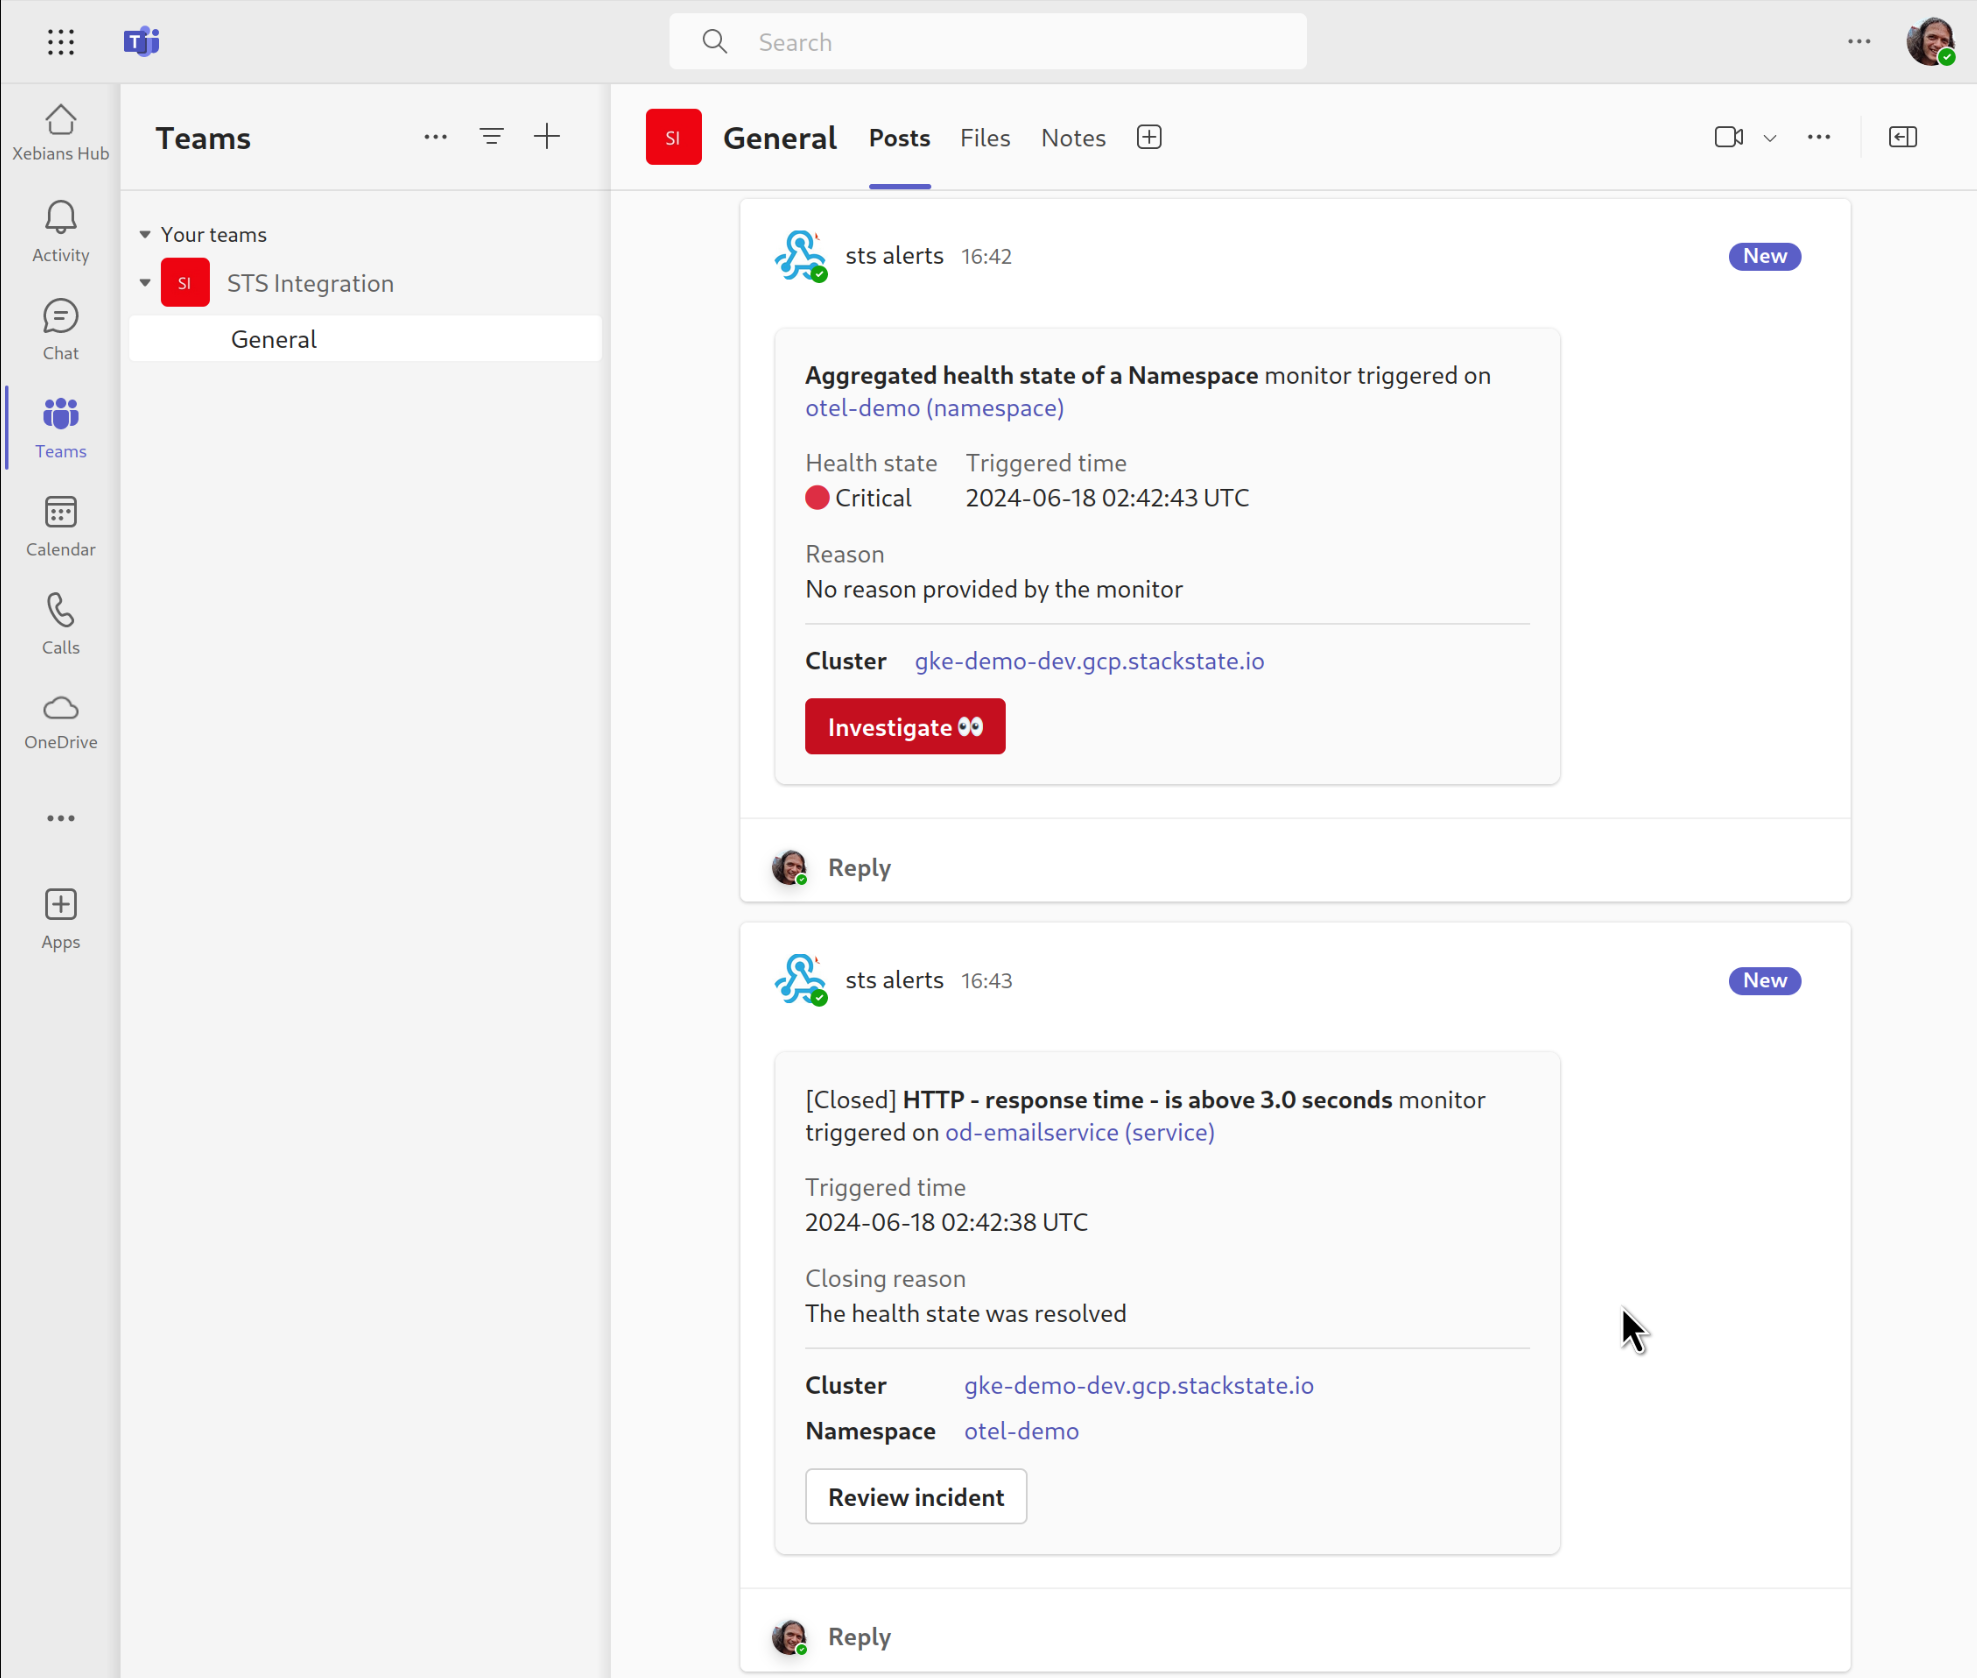 Search
Xebians Hub
Activity
Chat
Teams
Calendar
Calls
OneDrive
Apps
Teams
Your teams
SI STS Integration
General
SI General Posts Files Notes
sts alerts 16:42 New
Aggregated health state of a Namespace monitor triggered on
otel-demo (namespace)
Health state Triggered time
Critical 2024-06-18 02:42:43 UTC
Reason
No reason provided by the monitor
Cluster gke-demo-dev.gcp.stackstate.io
Investigate 👀
Reply
sts alerts 16:43 New
[Closed] HTTP - response time - is above 3.0 seconds monitor
triggered on od-emailservice (service)
Triggered time
2024-06-18 02:42:38 UTC
Closing reason
The health state was resolved
Cluster gke-demo-dev.gcp.stackstate.io
Namespace otel-demo
Review incident
Reply